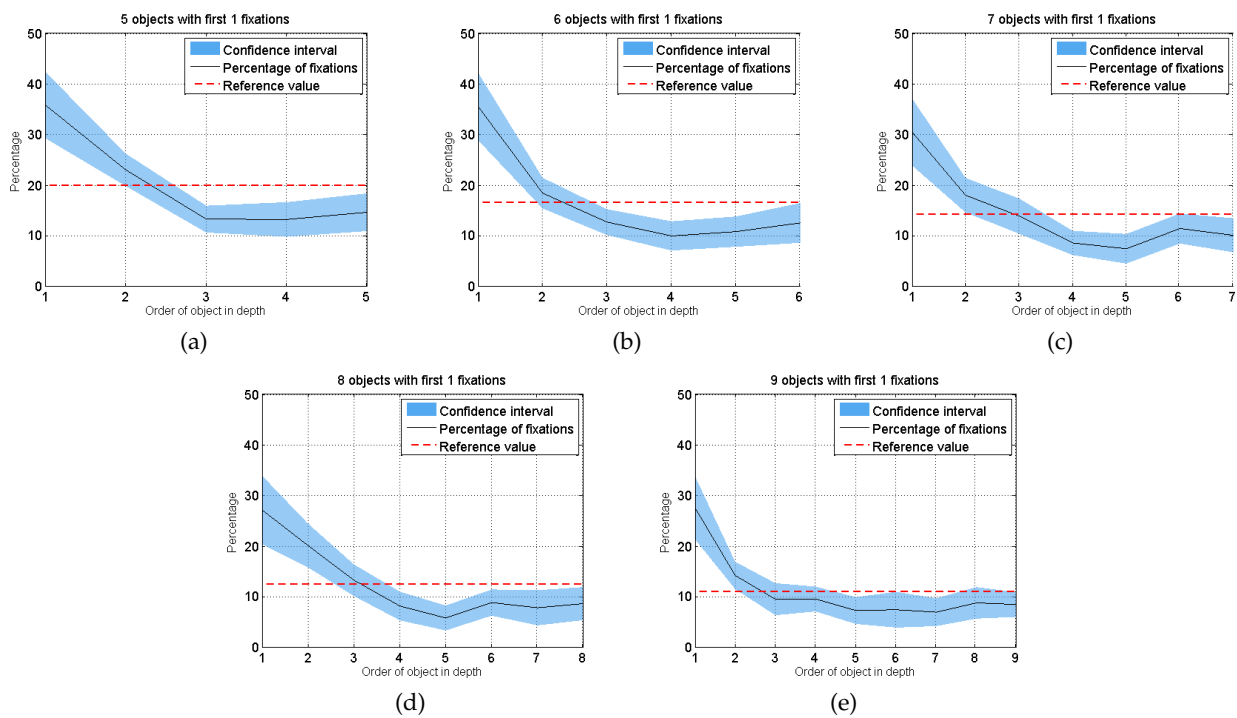 5 objects with first 1 fixations
50
40
30
20
10
0
Percentage
Confidence interval
Percentage of fixations
Reference value
1 2 3 4 5
Order of object in depth
(a)
6 objects with first 1 fixations
50
40
30
20
10
0
Percentage
Confidence interval
Percentage of fixations
Reference value
1 2 3 4 5 6
Order of object in depth
(b)
7 objects with first 1 fixations
50
40
30
20
10
0
Percentage
Confidence interval
Percentage of fixations
Reference value
1 2 3 4 5 6 7
Order of object in depth
(c)
8 objects with first 1 fixations
50
40
30
20
10
0
Percentage
Confidence interval
Percentage of fixations
Reference value
1 2 3 4 5 6 7 8
Order of object in depth
(d)
9 objects with first 1 fixations
50
40
30
20
10
0
Percentage
Confidence interval
Percentage of fixations
Reference value
1 2 3 4 5 6 7 8 9
Order of object in depth
(e)